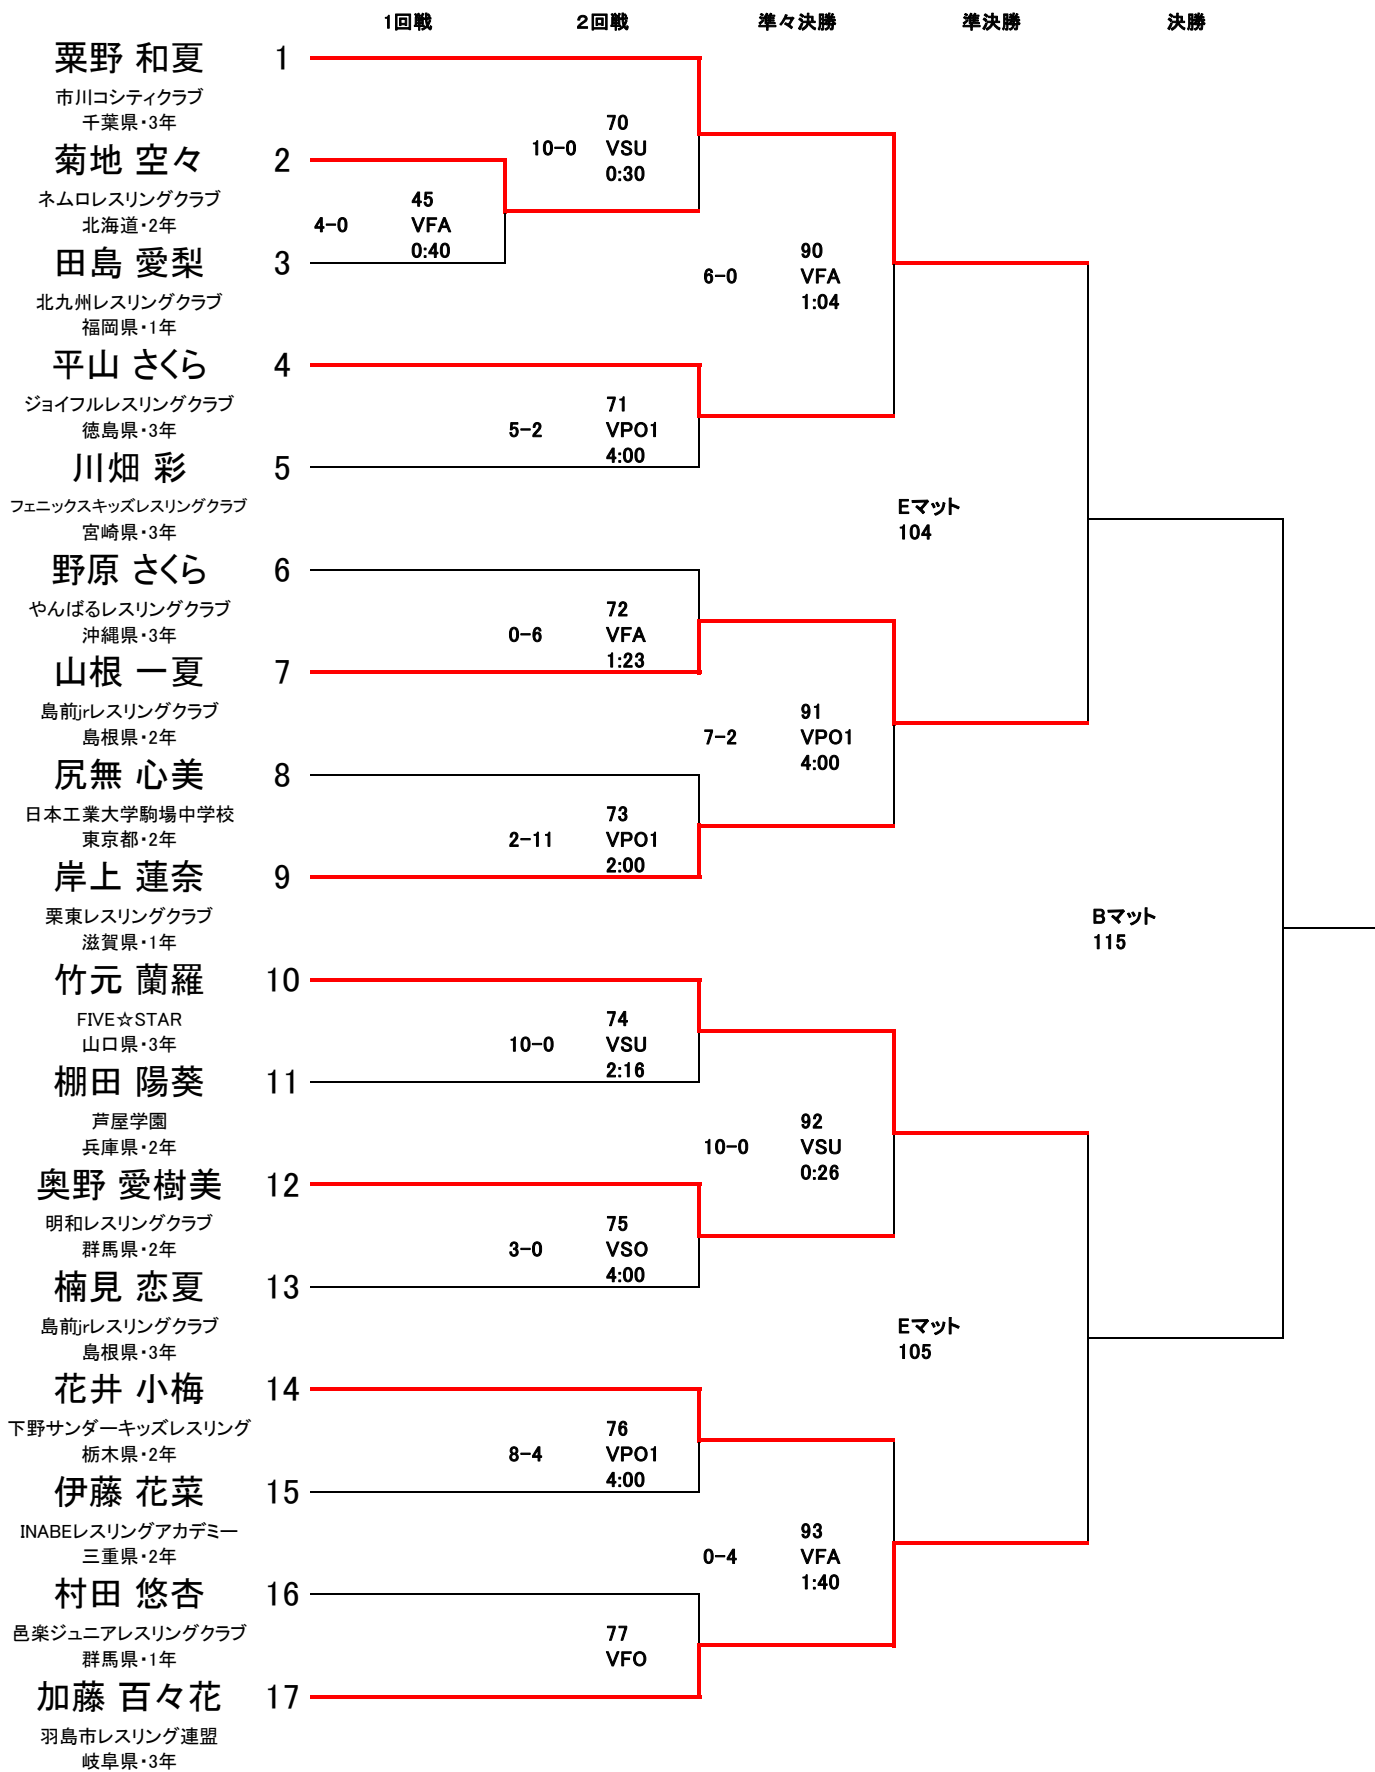 1回戦 2回戦 準々決勝 準決勝 決勝
粟野 和夏 1
市川コシティクラブ
千葉県・3年
70
10-0 VSU
0:30
菊地 空々 2
ネムロレスリングクラブ
北海道・2年
45
4-0 VFA
0:40
田島 愛梨 3
北九州レスリングクラブ
福岡県・1年
90
6-0 VFA
1:04
平山 さくら 4
ジョイフルレスリングクラブ
徳島県・3年
71
5-2 VPO1
4:00
川畑 彩 5
フェニックスキッズレスリングクラブ
宮崎県・3年
Eマット
104
野原 さくら 6
やんばるレスリングクラブ
沖縄県・3年
72
0-6 VFA
1:23
山根 一夏 7
島前jrレスリングクラブ
島根県・2年
91
7-2 VPO1
4:00
尻無 心美 8
日本工業大学駒場中学校
東京都・2年
73
2-11 VPO1
2:00
岸上 蓮奈 9
栗東レスリングクラブ
滋賀県・1年
Bマット
115
竹元 蘭羅 10
FIVE☆STAR
山口県・3年
74
10-0 VSU
2:16
棚田 陽葵 11
芦屋学園
兵庫県・2年
92
10-0 VSU
0:26
奥野 愛樹美 12
明和レスリングクラブ
群馬県・2年
75
3-0 VSO
4:00
楠見 恋夏 13
島前jrレスリングクラブ
島根県・3年
Eマット
105
花井 小梅 14
下野サンダーキッズレスリング
栃木県・2年
76
8-4 VPO1
4:00
伊藤 花菜 15
INABEレスリングアカデミー
三重県・2年
93
0-4 VFA
1:40
村田 悠杏 16
邑楽ジュニアレスリングクラブ
群馬県・1年
77
VFO
加藤 百々花 17
羽島市レスリング連盟
岐阜県・3年